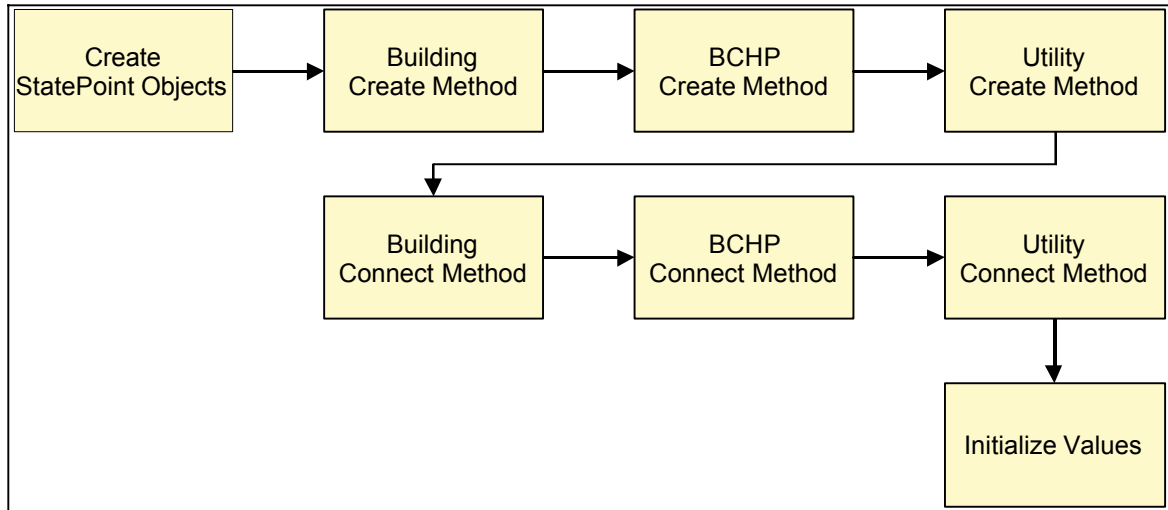 Create
StatePoint Objects
Building
Create Method
BCHP
Create Method
Utility
Create Method
Building
Connect Method
BCHP
Connect Method
Utility
Connect Method
Initialize Values